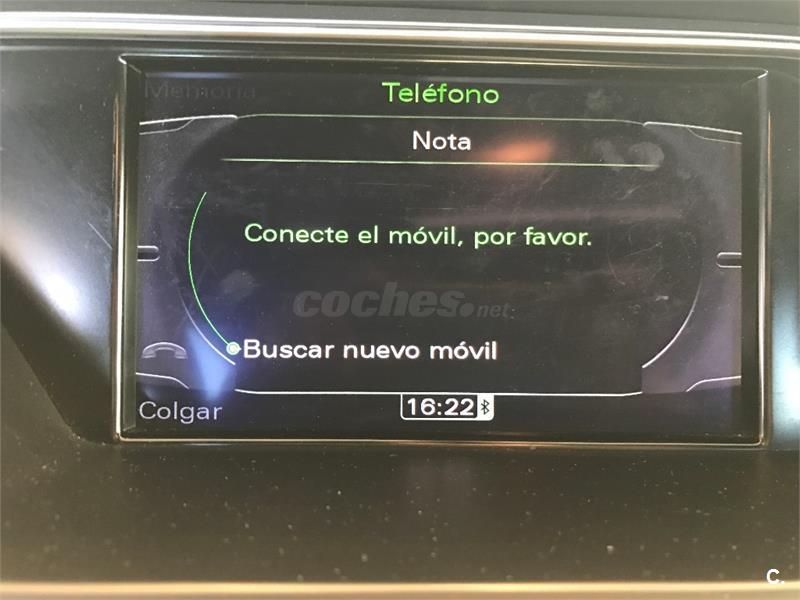 Memoria
Teléfono
Nota
Conecte el móvil, por favor.
coches.net
Buscar nuevo móvil
Colgar
16:22
C.